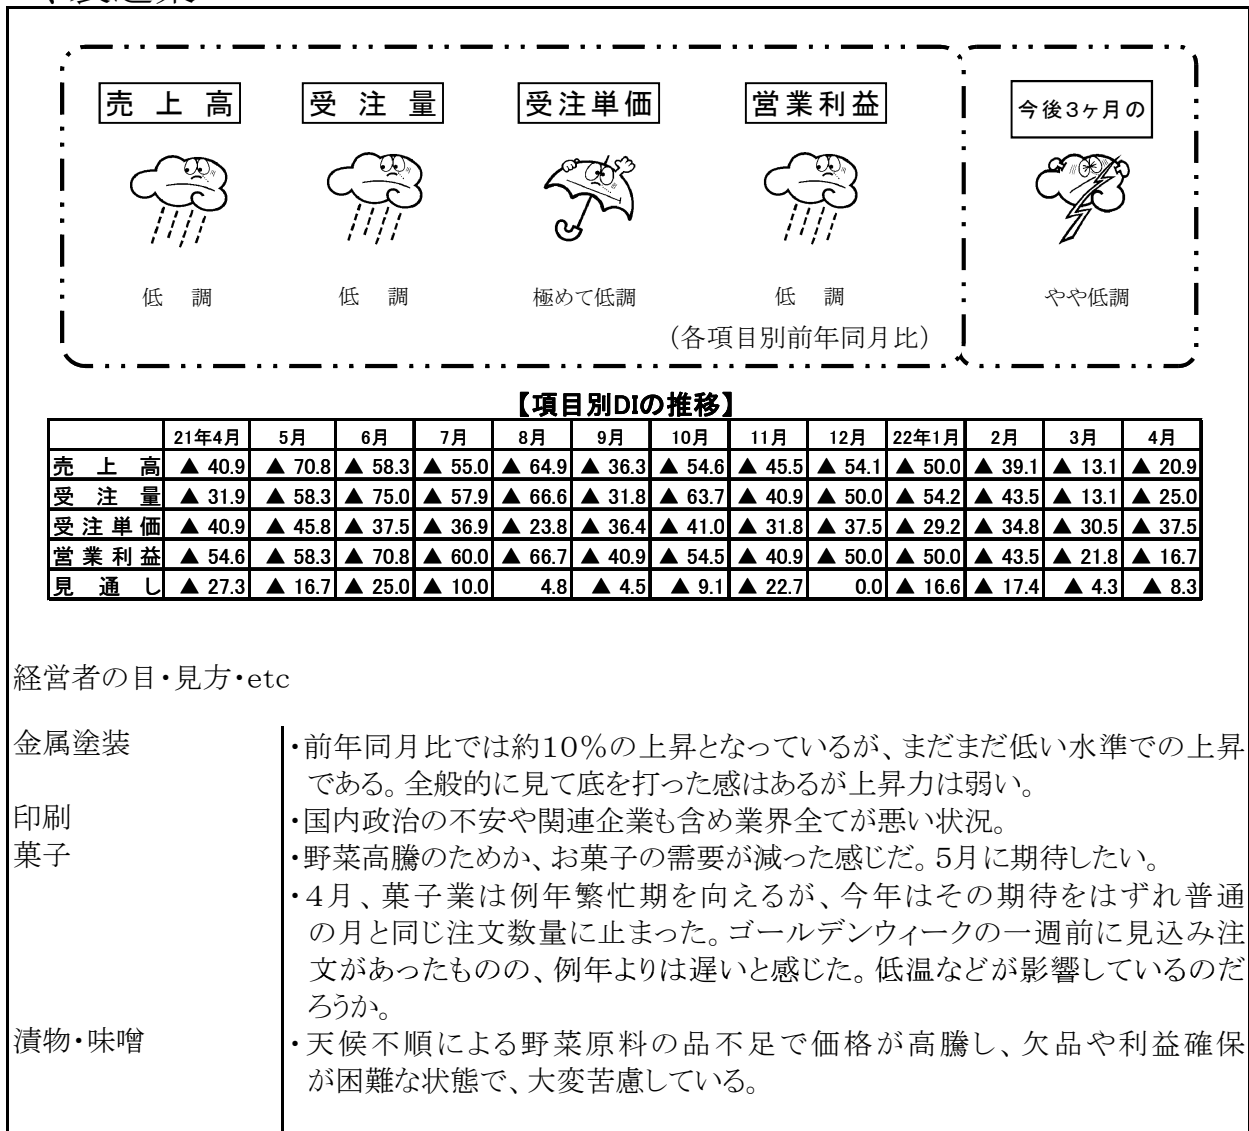 売上高 受注量 受注単価 営業利益 今後3ヶ月の
低調 低調 極めて低調 低調 やや低調
(各項目別前年同月比)
【項目別DIの推移】
21年4月 5月 6月 7月 8月 9月 10月 11月 12月 22年1月 2月 3月 4月
売上高 ▲ 40.9 ▲ 70.8 ▲ 58.3 ▲ 55.0 ▲ 64.9 ▲ 36.3 ▲ 54.6 ▲ 45.5 ▲ 54.1 ▲ 50.0 ▲ 39.1 ▲ 13.1 ▲ 20.9
受注量 ▲ 31.9 ▲ 58.3 ▲ 75.0 ▲ 57.9 ▲ 66.6 ▲ 31.8 ▲ 63.7 ▲ 40.9 ▲ 50.0 ▲ 54.2 ▲ 43.5 ▲ 13.1 ▲ 25.0
受注単価 ▲ 40.9 ▲ 45.8 ▲ 37.5 ▲ 36.9 ▲ 23.8 ▲ 36.4 ▲ 41.0 ▲ 31.8 ▲ 37.5 ▲ 29.2 ▲ 34.8 ▲ 30.5 ▲ 37.5
営業利益 ▲ 54.6 ▲ 58.3 ▲ 70.8 ▲ 60.0 ▲ 66.7 ▲ 40.9 ▲ 54.5 ▲ 40.9 ▲ 50.0 ▲ 50.0 ▲ 43.5 ▲ 21.8 ▲ 16.7
見通し ▲ 27.3 ▲ 16.7 ▲ 25.0 ▲ 10.0 4.8 ▲ 4.5 ▲ 9.1 ▲ 22.7 0.0 ▲ 16.6 ▲ 17.4 ▲ 4.3 ▲ 8.3
経営者の目・見方・etc
金属塗装 ・前年同月比では約10%の上昇となっているが、まだまだ低い水準での上昇
である。全般的に見て底を打った感はあるが上昇力は弱い。
印刷 ・国内政治の不安や関連企業も含め業界全てが悪い状況。
菓子 ・野菜高騰のためか、お菓子の需要が減った感じだ。5月に期待したい。
・4月、菓子業は例年繁忙期を向えるが、今年はその期待をはずれ普通
の月と同じ注文数量に止まった。ゴールデンウィークの一週前に見込み注
文があったものの、例年よりは遅いと感じた。低温などが影響しているのだ
ろうか。
漬物・味噌 ・天候不順による野菜原料の品不足で価格が高騰し、欠品や利益確保
が困難な状態で、大変苦慮している。